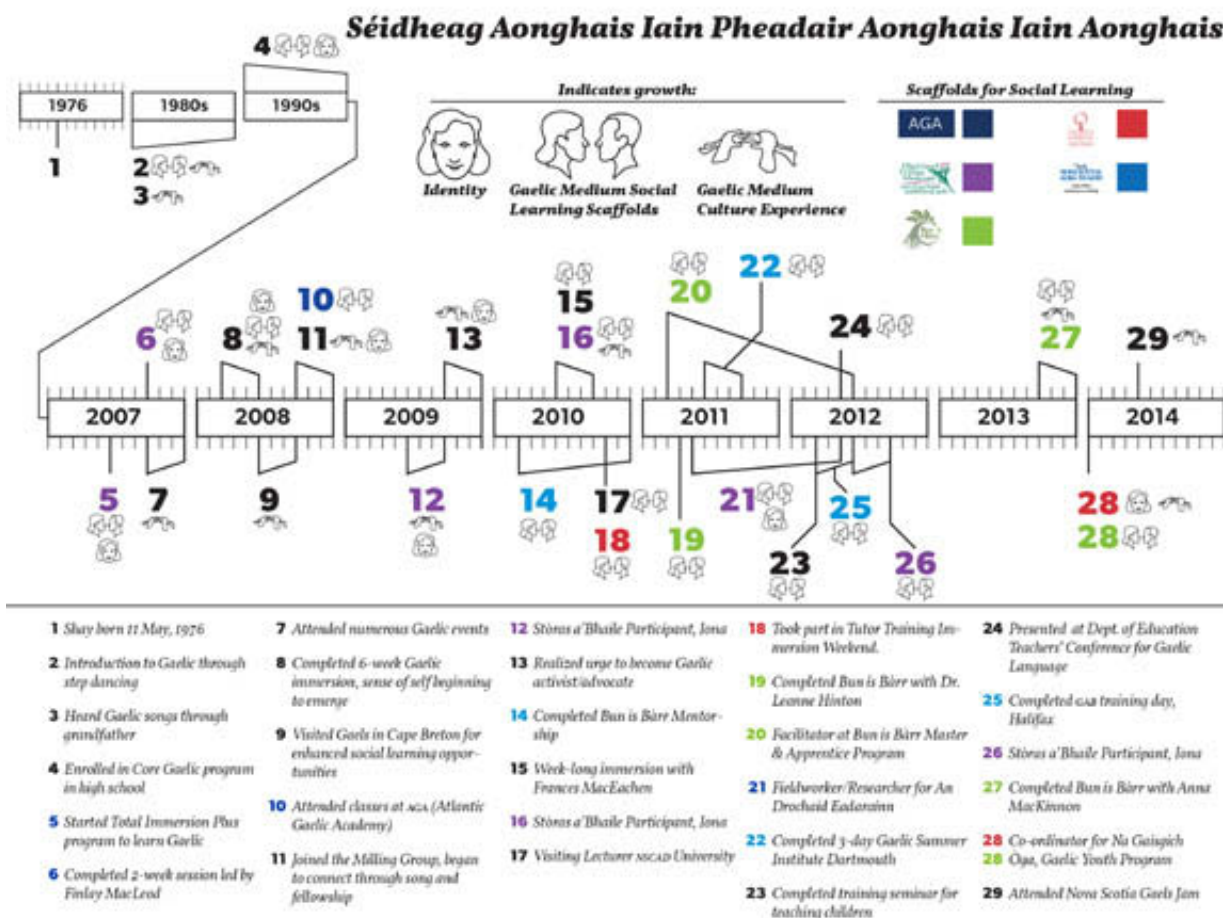 Séidheag Aonghais Iain Pheadair Aonghais Iain Aonghais
4
1976
1980s
1990s
1
2
3
Indicates growth:
Identity
Gaelic Medium Social
Learning Scaffolds
Gaelic Medium
Culture Experience
Scaffolds for Social Learning
AGA
6
8
10
11
13
15
16
20
22
24
27
29
2007
2008
2009
2010
2011
2012
2013
2014
5
7
9
12
14
17
18
19
21
23
25
26
28
28
1 Shay born 11 May, 1976
2 Introduction to Gaelic through
step dancing
3 Heard Gaelic songs through
grandfather
4 Enrolled in Core Gaelic program
in high school
5 Started Total Immersion Plus
program to learn Gaelic
6 Completed 2-week session led by
Finlay MacLeod
7 Attended numerous Gaelic events
8 Completed 6-week Gaelic
immersion, sense of self beginning
to emerge
9 Visited Gaels in Cape Breton for
enhanced social learning oppor-
tunities
10 Attended classes at AGA (Atlantic
Gaelic Academy)
11 Joined the Milling Group, began
to connect through song and
fellowship
12 Stòras a'Bhaile Participant, Iona
13 Realized urge to become Gaelic
activist/advocate
14 Completed Bun is Bàrr Mentor-
ship
15 Week-long immersion with
Frances MacEachen
16 Stòras a'Bhaile Participant, Iona
17 Visiting Lecturer NSCAD University
18 Took part in Tutor Training Im-
mersion Weekend.
19 Completed Bun is Bàrr with Dr.
Leanne Hinton
20 Facilitator at Bun is Bàrr Master
& Apprentice Program
21 Fieldworker/Researcher for An
Drochaid Eadarainn
22 Completed 3-day Gaelic Summer
Institute Dartmouth
23 Completed training seminar for
teaching children
24 Presented at Dept. of Education
Teachers' Conference for Gaelic
Language
25 Completed GAB training day,
Halifax
26 Stòras a'Bhaile Participant, Iona
27 Completed Bun is Bàrr with Anna
MacKinnon
28 Co-ordinator for Na Gaisgich
28 Òga, Gaelic Youth Program
29 Attended Nova Scotia Gaels Jam